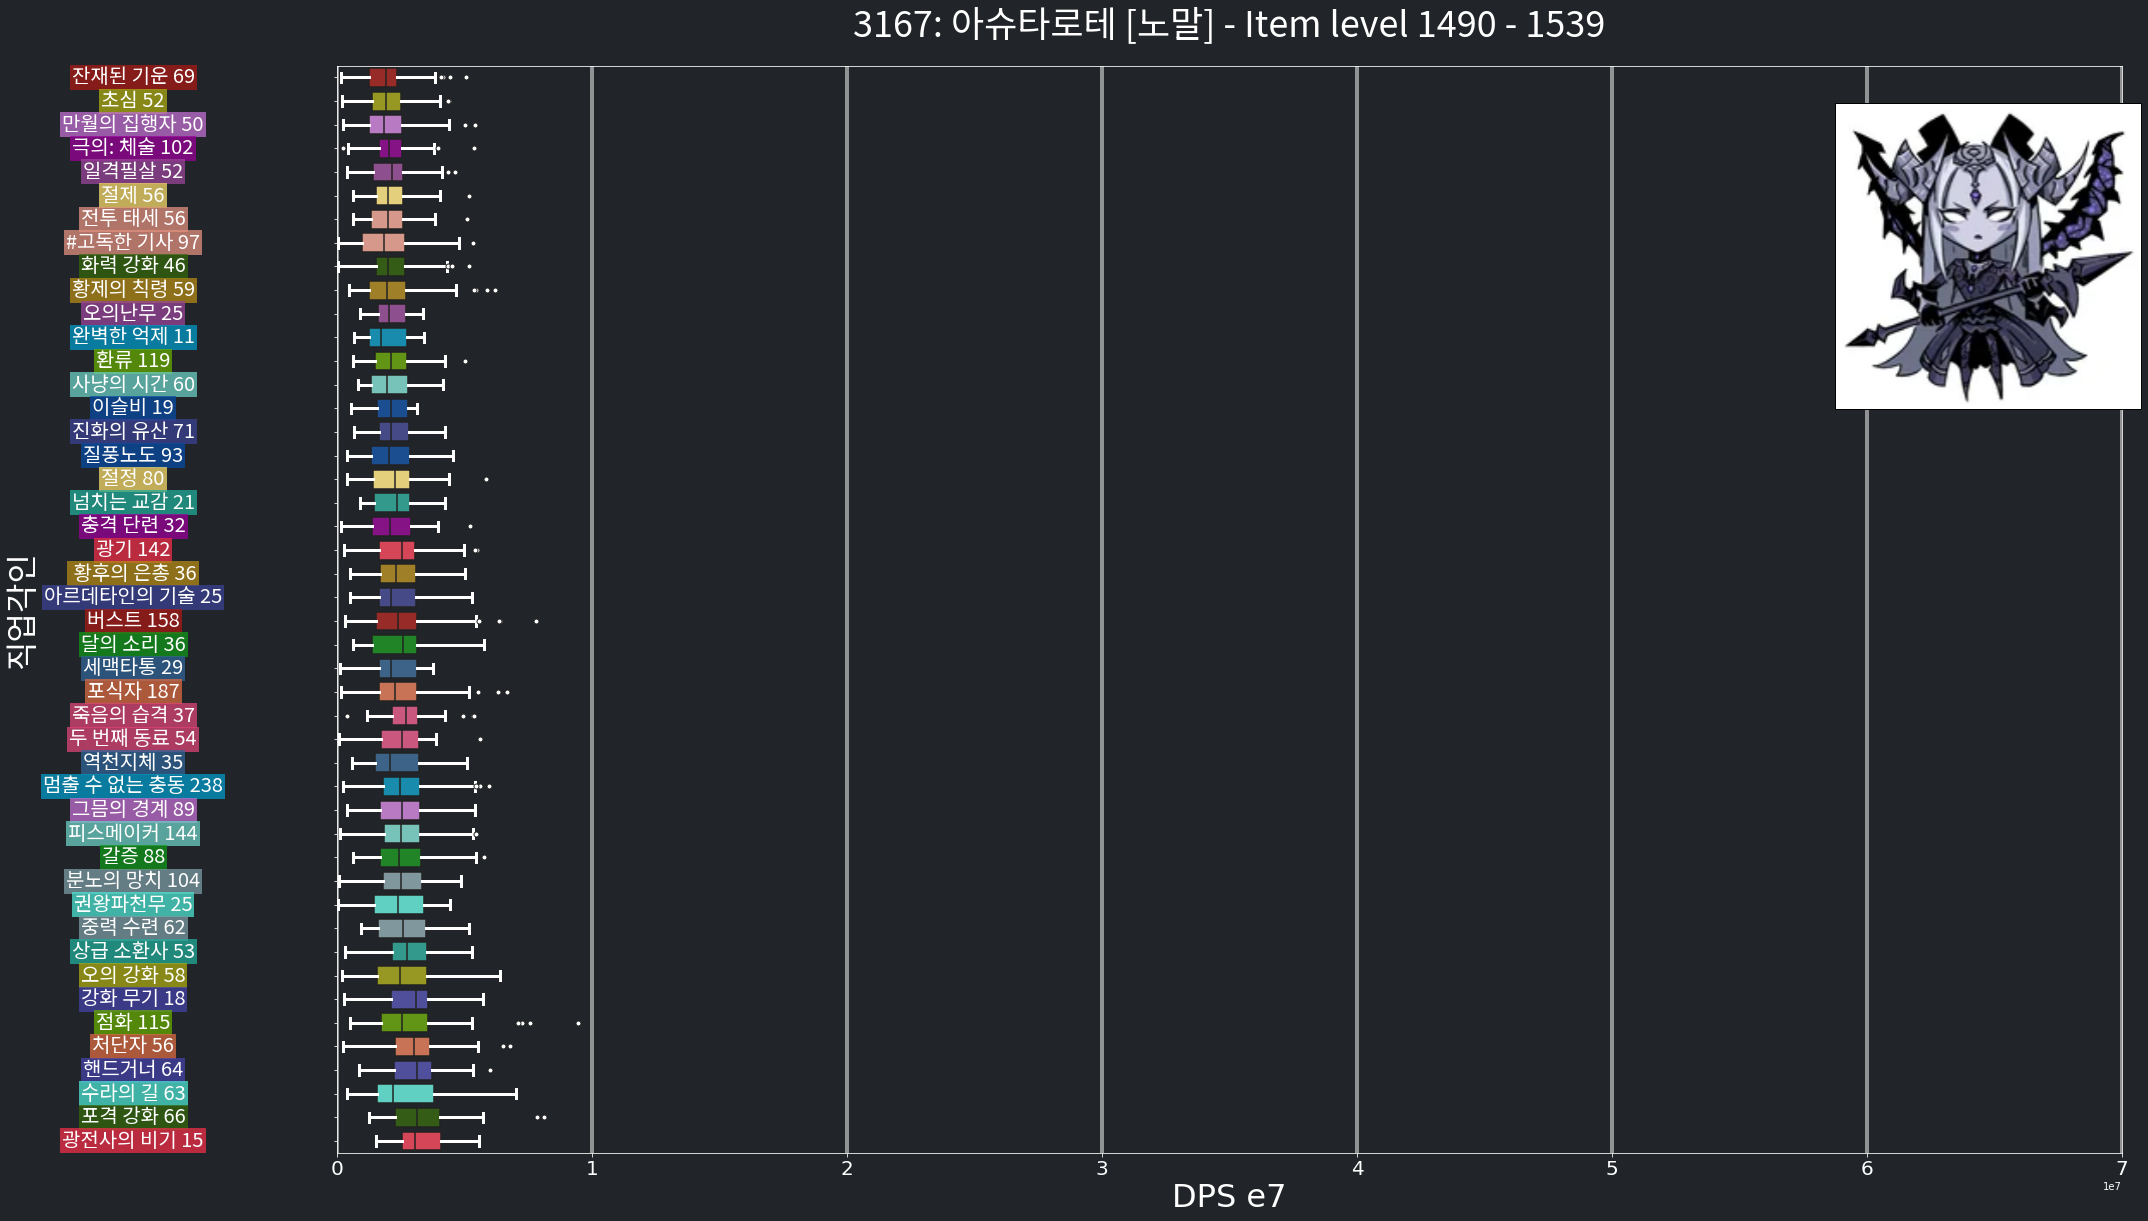 3167: 아슈타로테 [노말] - Item level 1490 - 1539
잔재된 기운 69
초심 52
만월의 집행자 50
극의: 체술 102
일격필살 52
절제 56
전투 태세 56
#고독한 기사 97
화력 강화 46
황제의 칙령 59
오의난무 25
완벽한 억제 11
환류 119
사냥의 시간 60
이슬비 19
진화의 유산 71
질풍노도 93
절정 80
넘치는 교감 21
충격 단련 32
광기 142
황후의 은총 36
아르데타인의 기술 25
버스트 158
달의 소리 36
세맥타통 29
포식자 187
죽음의 습격 37
두 번째 동료 54
역천지체 35
멈출 수 없는 충동 238
그믐의 경계 89
피스메이커 144
갈증 88
분노의 망치 104
권왕파천무 25
중력 수련 62
상급 소환사 53
오의 강화 58
강화 무기 18
점화 115
처단자 56
핸드거너 64
수라의 길 63
포격 강화 66
광전사의 비기 15
직업각인
0 1 2 3 4 5 6 7
1e7
DPS e7